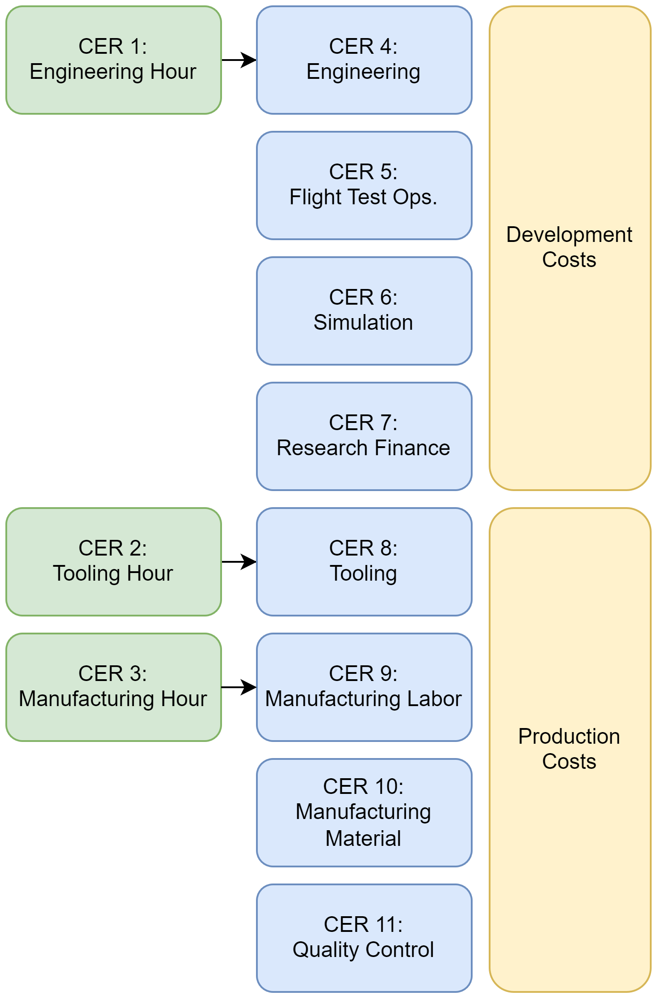 CER 1:
Engineering Hour
CER 4:
Engineering
CER 5:
Flight Test Ops.
CER 6:
Simulation
CER 7:
Research Finance
Development
Costs
CER 2:
Tooling Hour
CER 8:
Tooling
CER 3:
Manufacturing Hour
CER 9:
Manufacturing Labor
CER 10:
Manufacturing
Material
CER 11:
Quality Control
Production
Costs